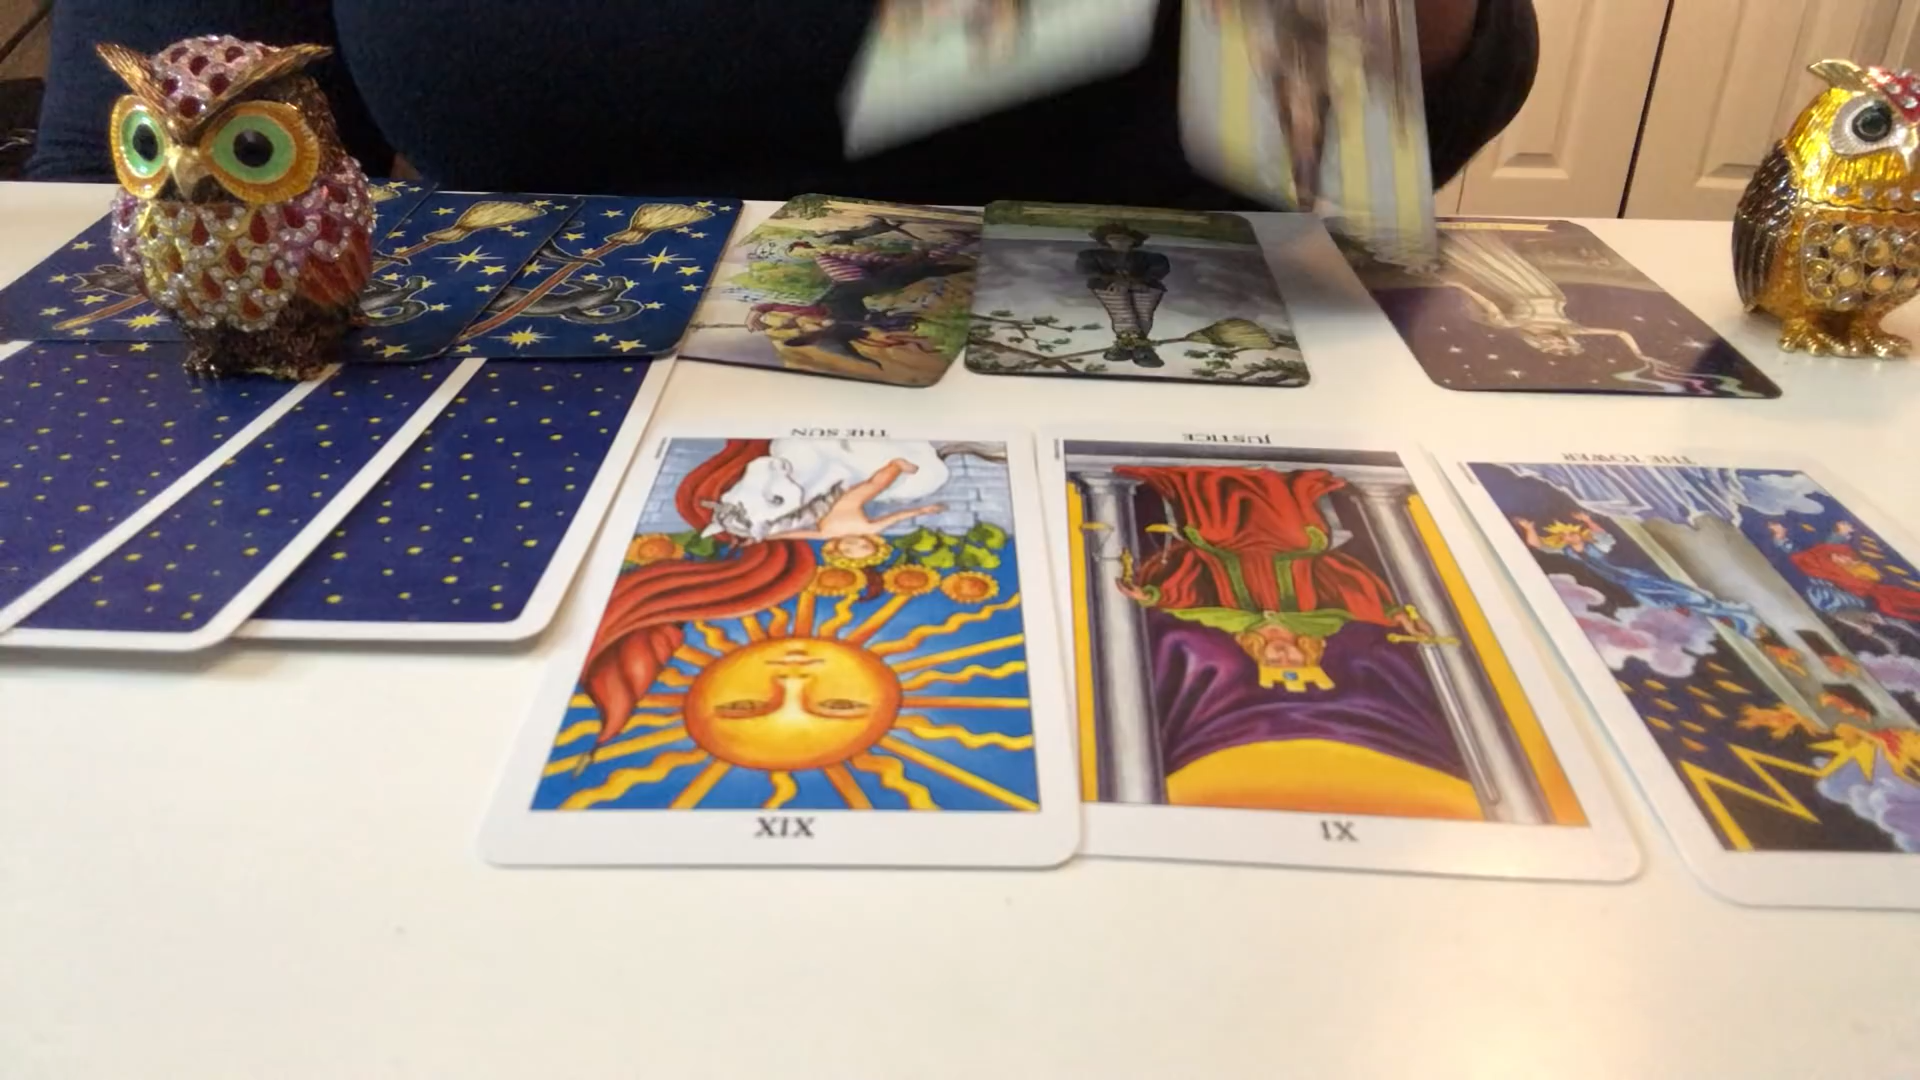 THE SUN
JUSTICE
THE TOWER
XIX
XI